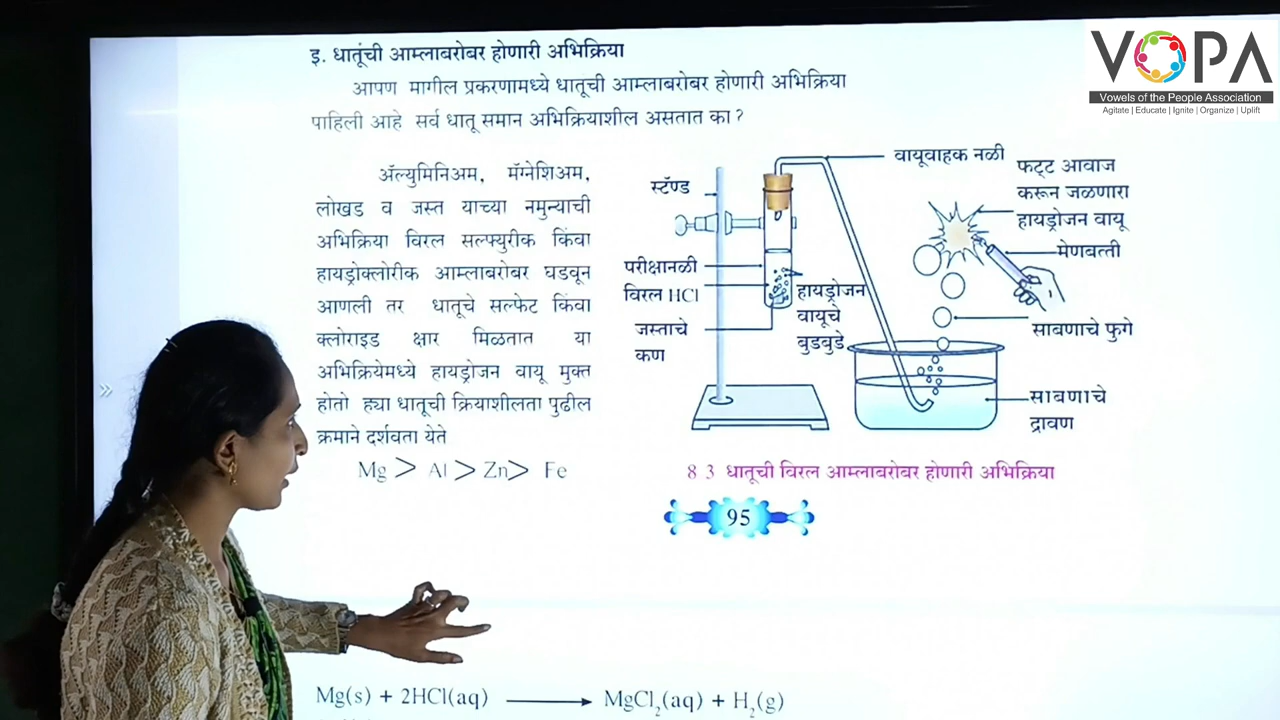 इ. धातूंची आम्लाबरोबर होणारी अभिक्रिया
आपण मागील प्रकरणामध्ये धातूची आम्लाबरोबर होणारी अभिक्रिया
पाहिली आहे सर्व धातू समान अभिक्रियाशील असतात का ?
ॲल्युमिनिअम, मॅग्नेशिअम,
लोखड व जस्त याच्या नमुन्याची
अभिक्रिया विरल सल्फ्युरीक किंवा
हायड्रोक्लोरीक आम्लाबरोबर घडवून
आणली तर धातूचे सल्फेट किंवा
क्लोराइड क्षार मिळतात या
अभिक्रियेमध्ये हायड्रोजन वायू मुक्त
होतो ह्या धातूची क्रियाशीलता पुढील
क्रमाने दर्शवता येते
Mg > Al > Zn > Fe
वायूवाहक नळी
स्टॅण्ड
फट्ट आवाज
करून जळणारा
हायड्रोजन वायू
मेणबत्ती
परीक्षानळी
विरल HCl
हायड्रोजन
वायूचे
बुडबुडे
जस्ताचे
कण
साबणाचे फुगे
साबणाचे
द्रावण
8 3 धातूची विरल आम्लाबरोबर होणारी अभिक्रिया
95
Mg(s) + 2HCl(aq) ⟶ MgCl₂(aq) + H₂(g)
VOPA
Vowels of the People Association
Agitate | Educate | Ignite | Organize | Uplift